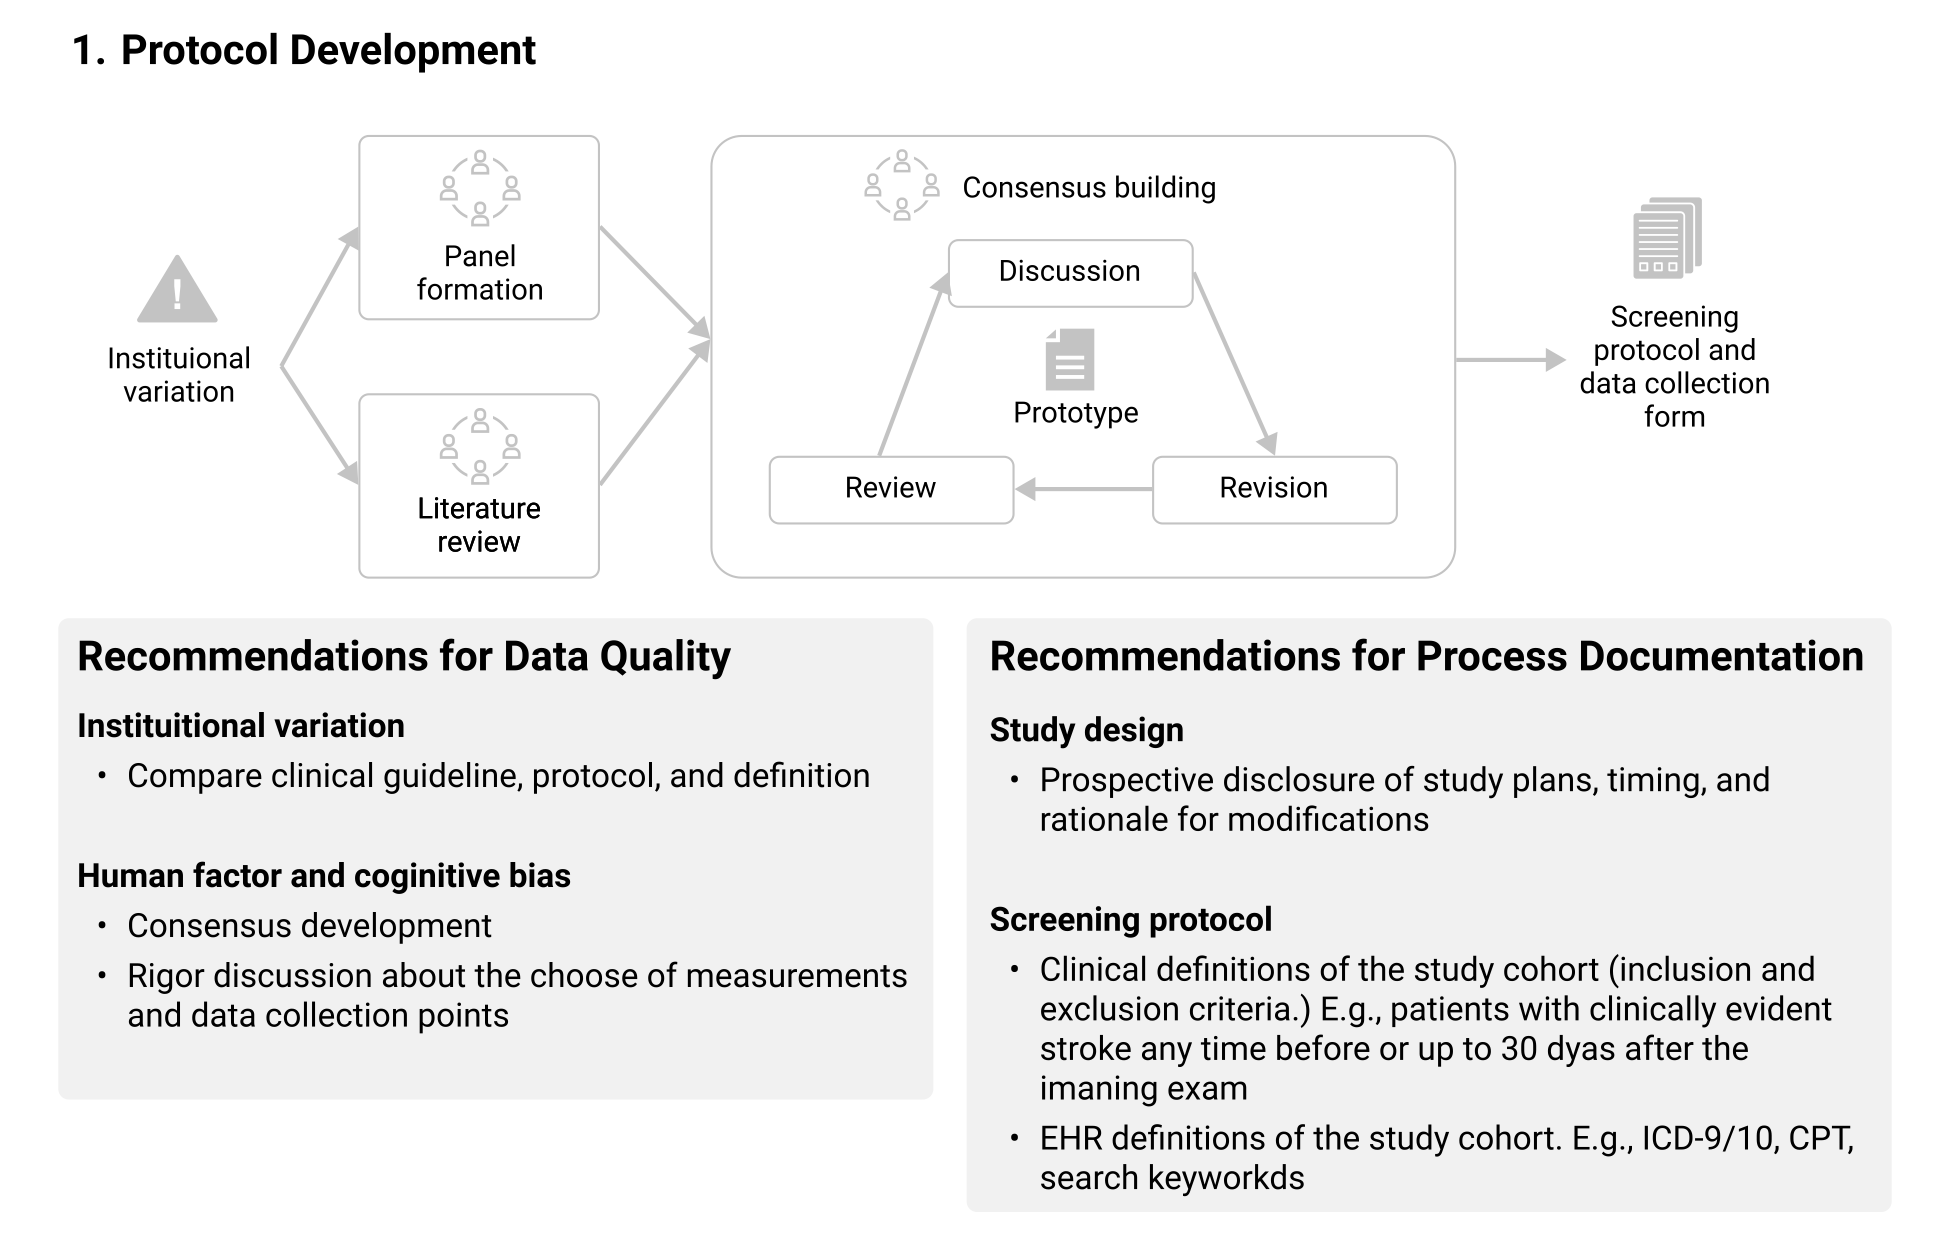 1. Protocol Development
Instituional
variation
Panel
formation
Literature
review
Consensus building
Discussion
Prototype
Review
Revision
Screening
protocol and
data collection
form
Recommendations for Data Quality
Instituitional variation
• Compare clinical guideline, protocol, and definition
Human factor and coginitive bias
• Consensus development
• Rigor discussion about the choose of measurements
and data collection points
Recommendations for Process Documentation
Study design
• Prospective disclosure of study plans, timing, and
rationale for modifications
Screening protocol
• Clinical definitions of the study cohort (inclusion and
exclusion criteria.) E.g., patients with clinically evident
stroke any time before or up to 30 dyas after the
imaning exam
• EHR definitions of the study cohort. E.g., ICD-9/10, CPT,
search keyworkds